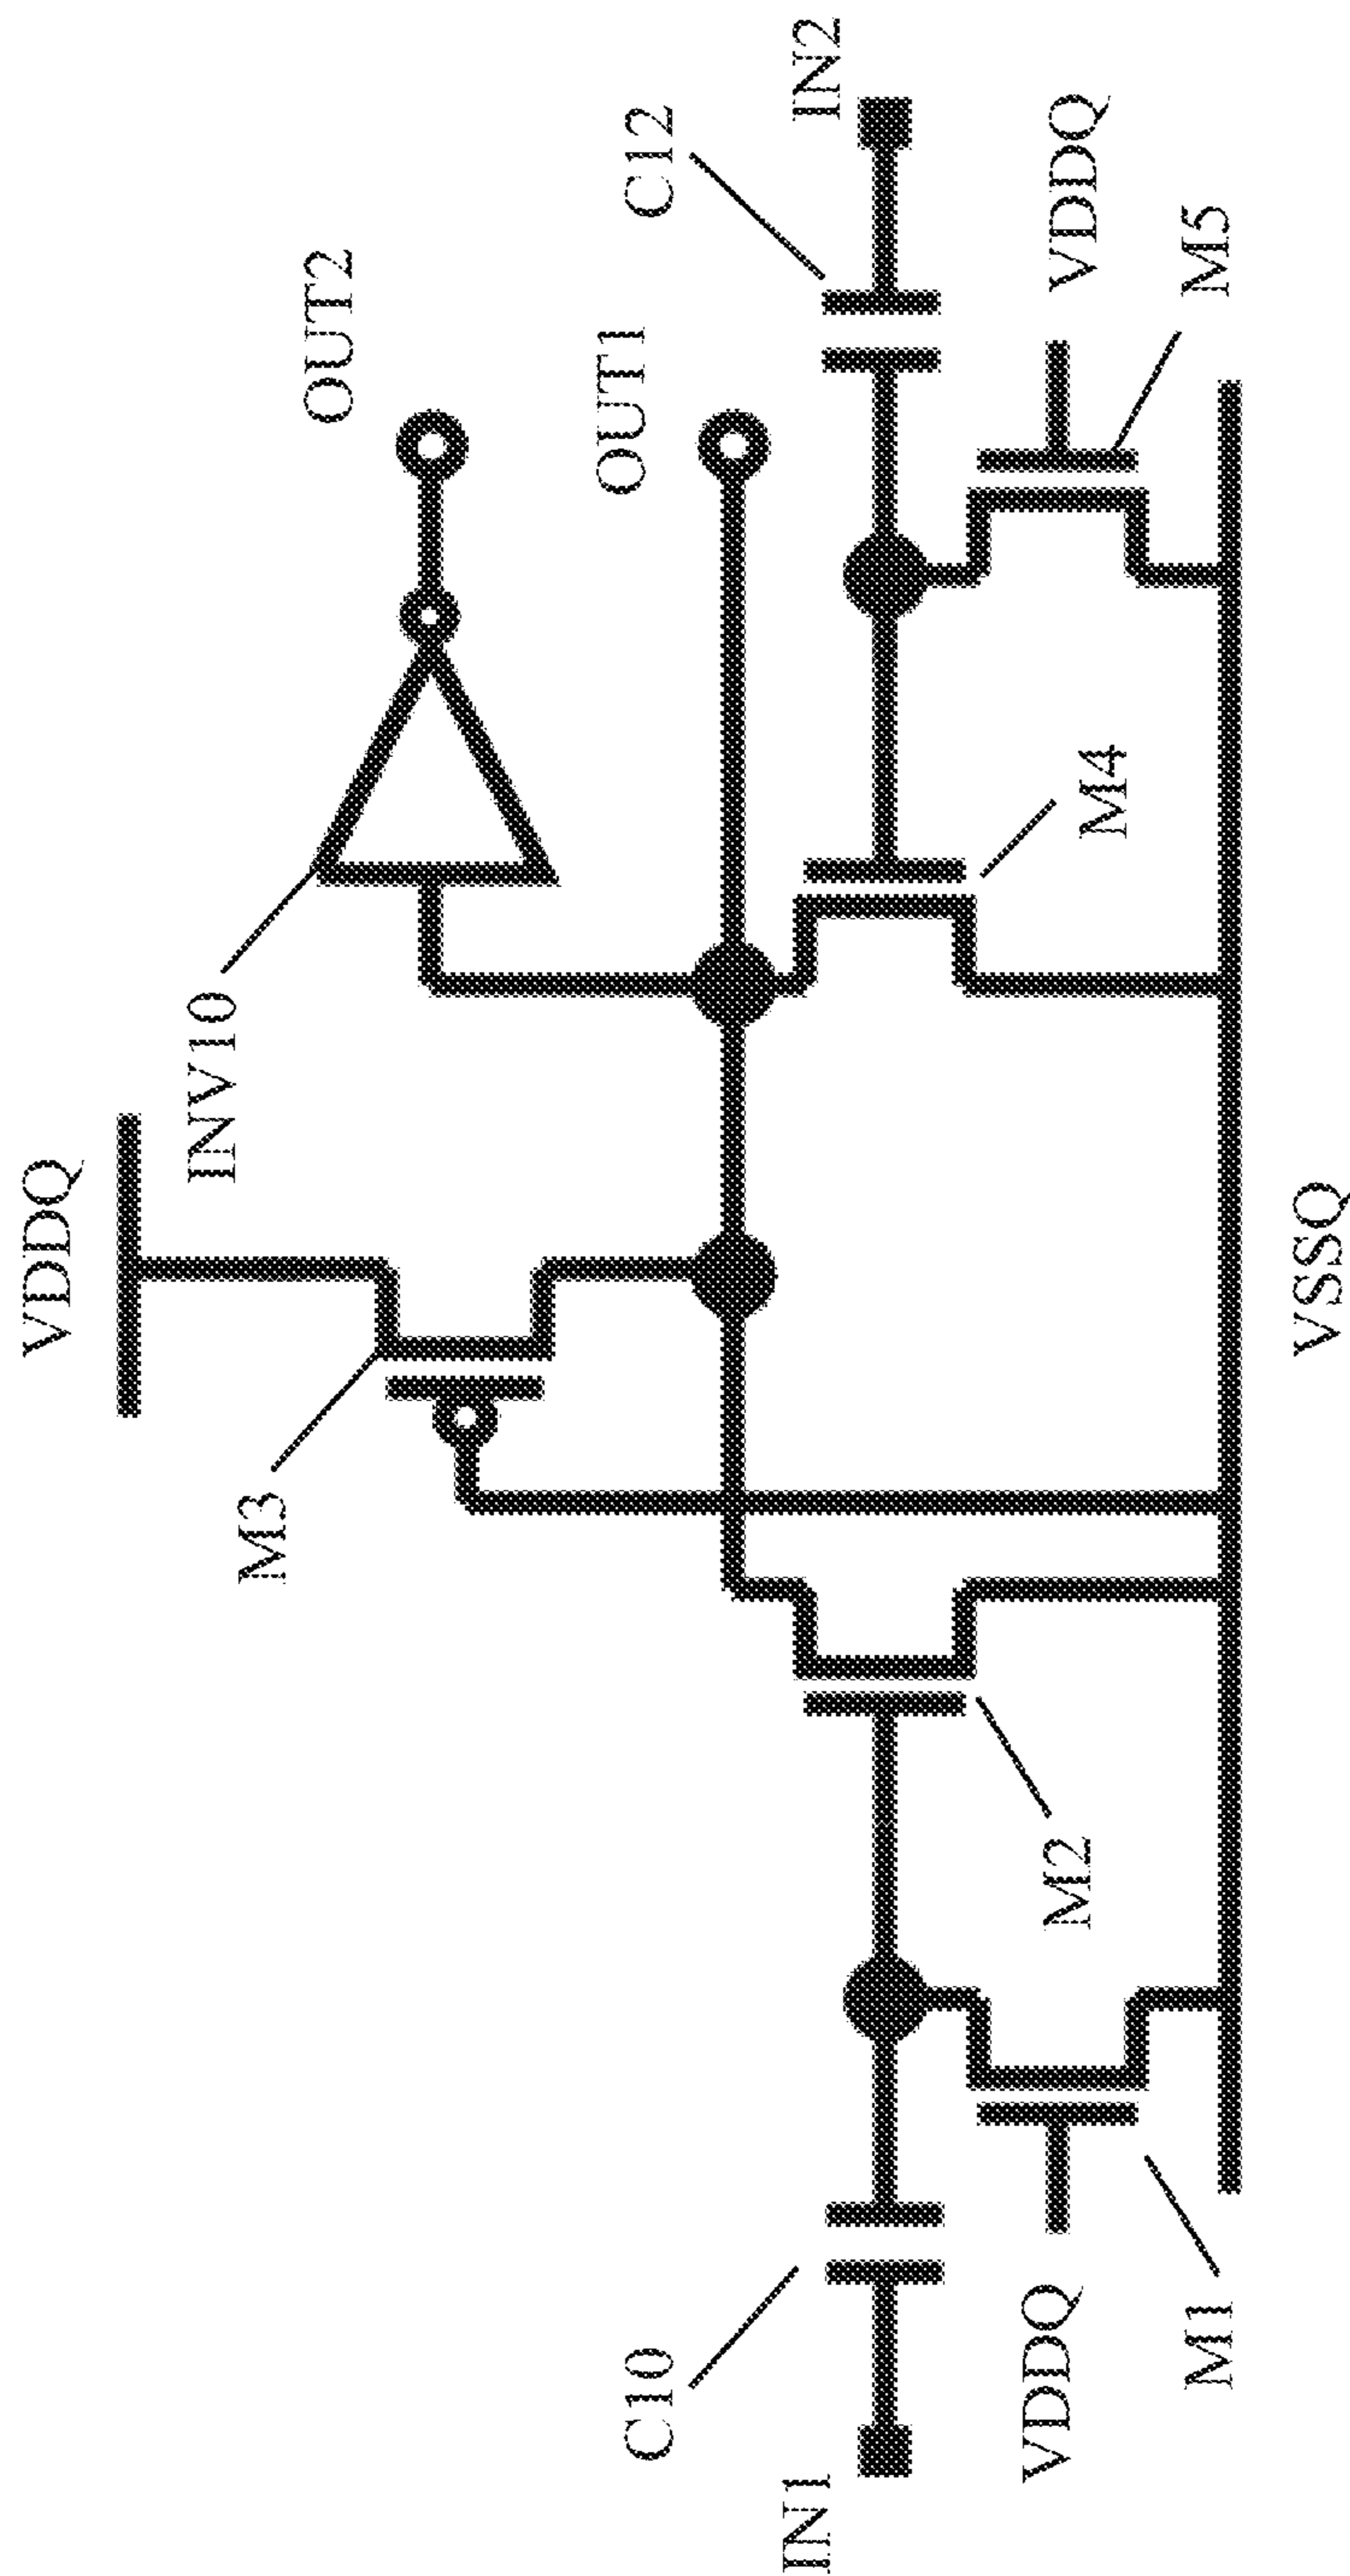 VDDQ
M3
INV10
OUT2
OUT1
C10
C12
IN1
IN2
VDDQ
VDDQ
M2
M4
M1
M5
VSSQ